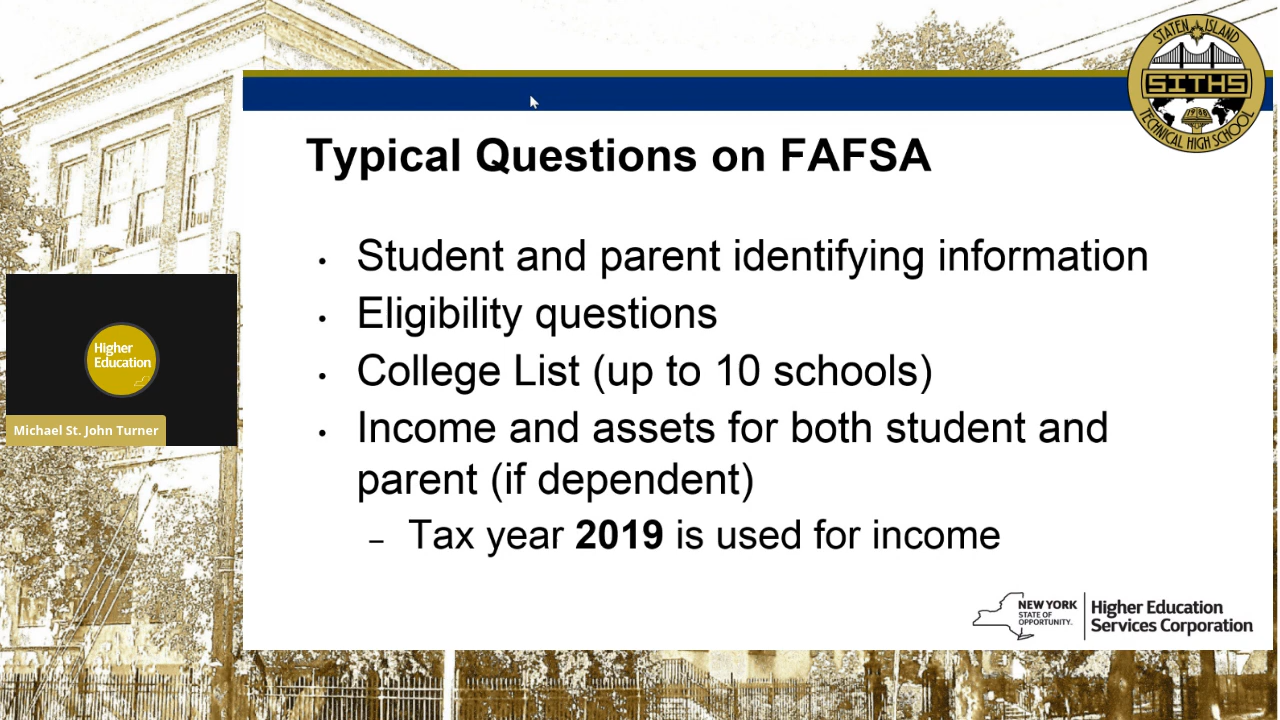 STATEN ISLAND
SITHS
TECHNICAL HIGH SCHOOL
Typical Questions on FAFSA
• Student and parent identifying information
• Eligibility questions
• College List (up to 10 schools)
• Income and assets for both student and
parent (if dependent)
– Tax year 2019 is used for income
Higher
Education
Michael St. John Turner
NEW YORK
STATE OF
OPPORTUNITY.
Higher Education
Services Corporation